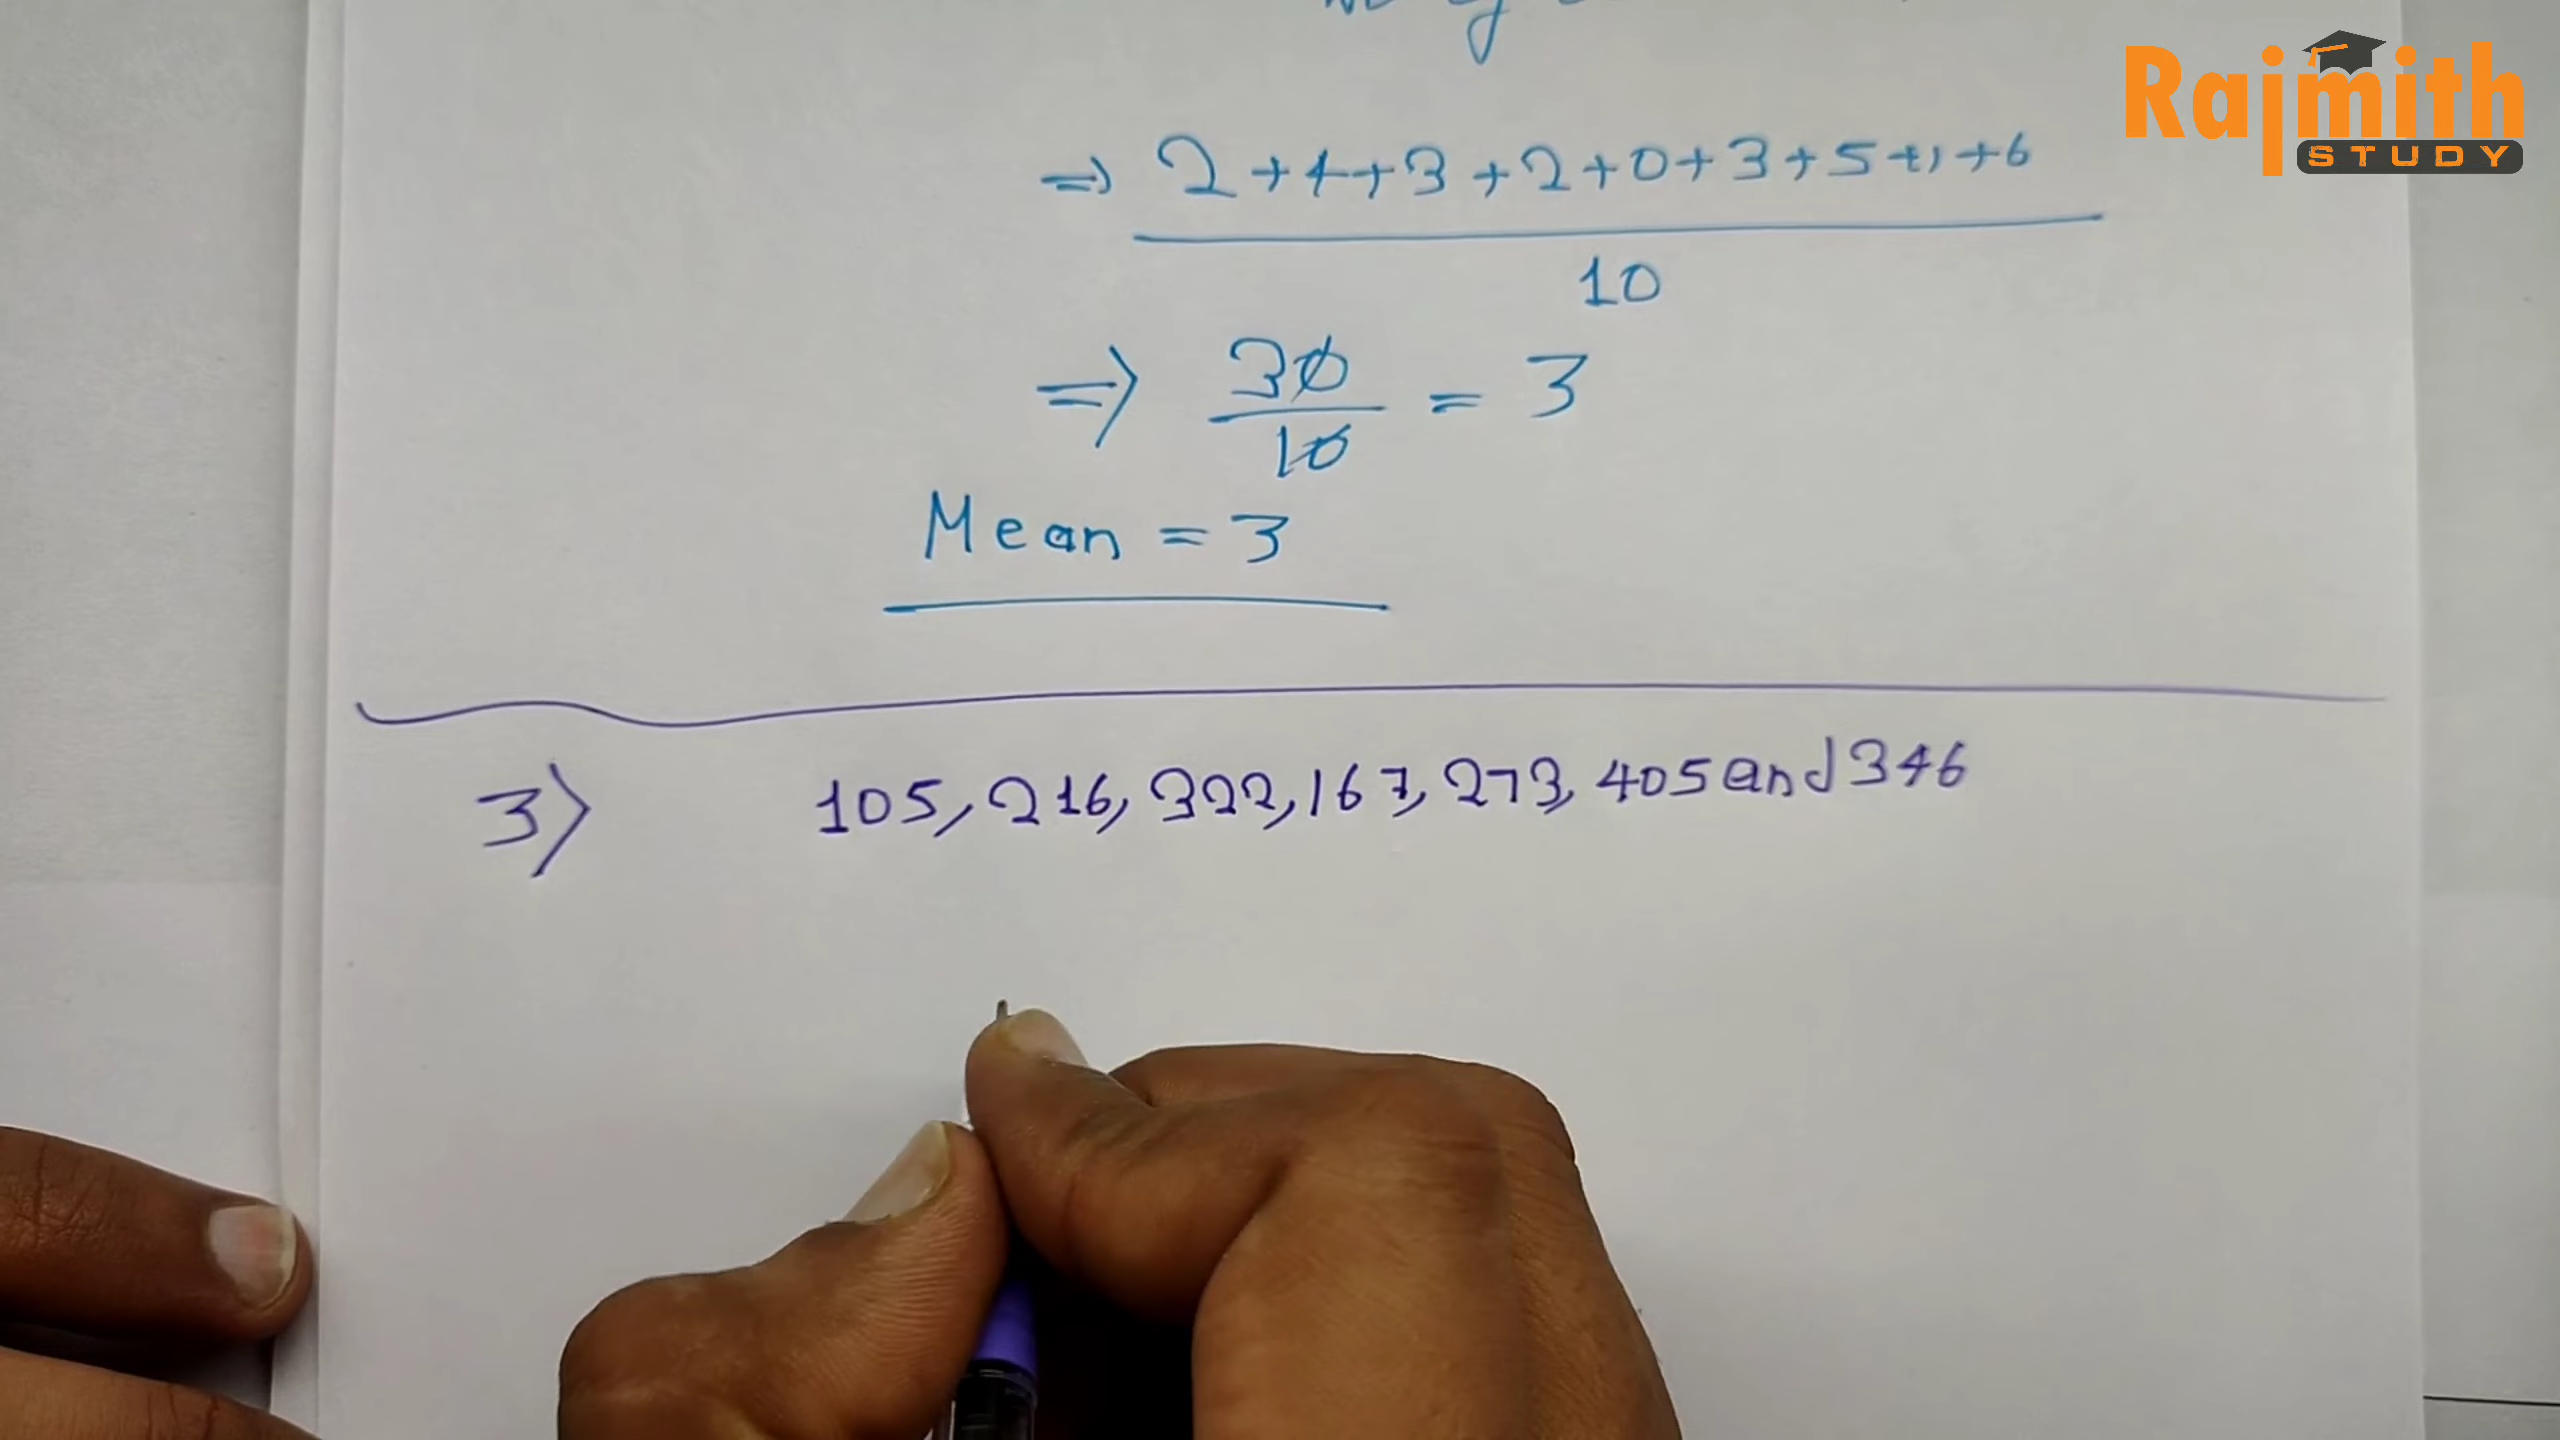 Rajmith
STUDY
⇒ 2+4+3+2+0+3+5+1+6
10
⇒ 30/10 = 3
Mean = 3
3) 105, 216, 322, 167, 273, 405 and 346